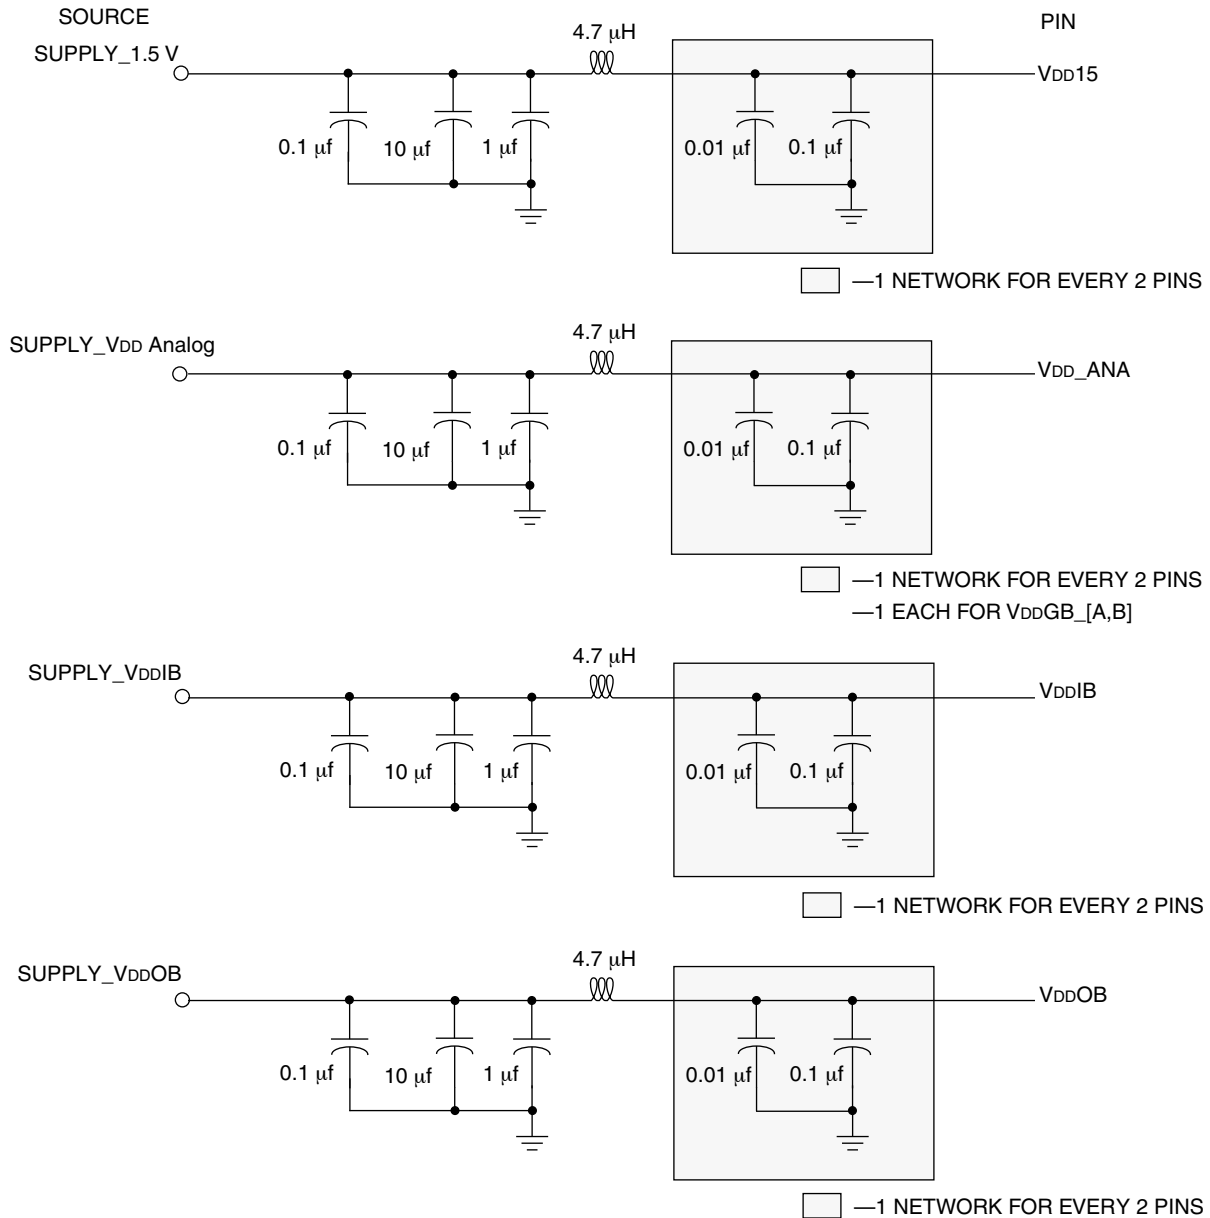 SOURCE
PIN
SUPPLY_1.5 V
4.7 μH
VDD15
0.1 μf
10 μf
1 μf
0.01 μf
0.1 μf
—1 NETWORK FOR EVERY 2 PINS
SUPPLY_VDD Analog
4.7 μH
VDD_ANA
0.1 μf
10 μf
1 μf
0.01 μf
0.1 μf
—1 NETWORK FOR EVERY 2 PINS
—1 EACH FOR VDDGB_[A,B]
SUPPLY_VDDIB
4.7 μH
VDDIB
0.1 μf
10 μf
1 μf
0.01 μf
0.1 μf
—1 NETWORK FOR EVERY 2 PINS
SUPPLY_VDDOB
4.7 μH
VDDOB
0.1 μf
10 μf
1 μf
0.01 μf
0.1 μf
—1 NETWORK FOR EVERY 2 PINS